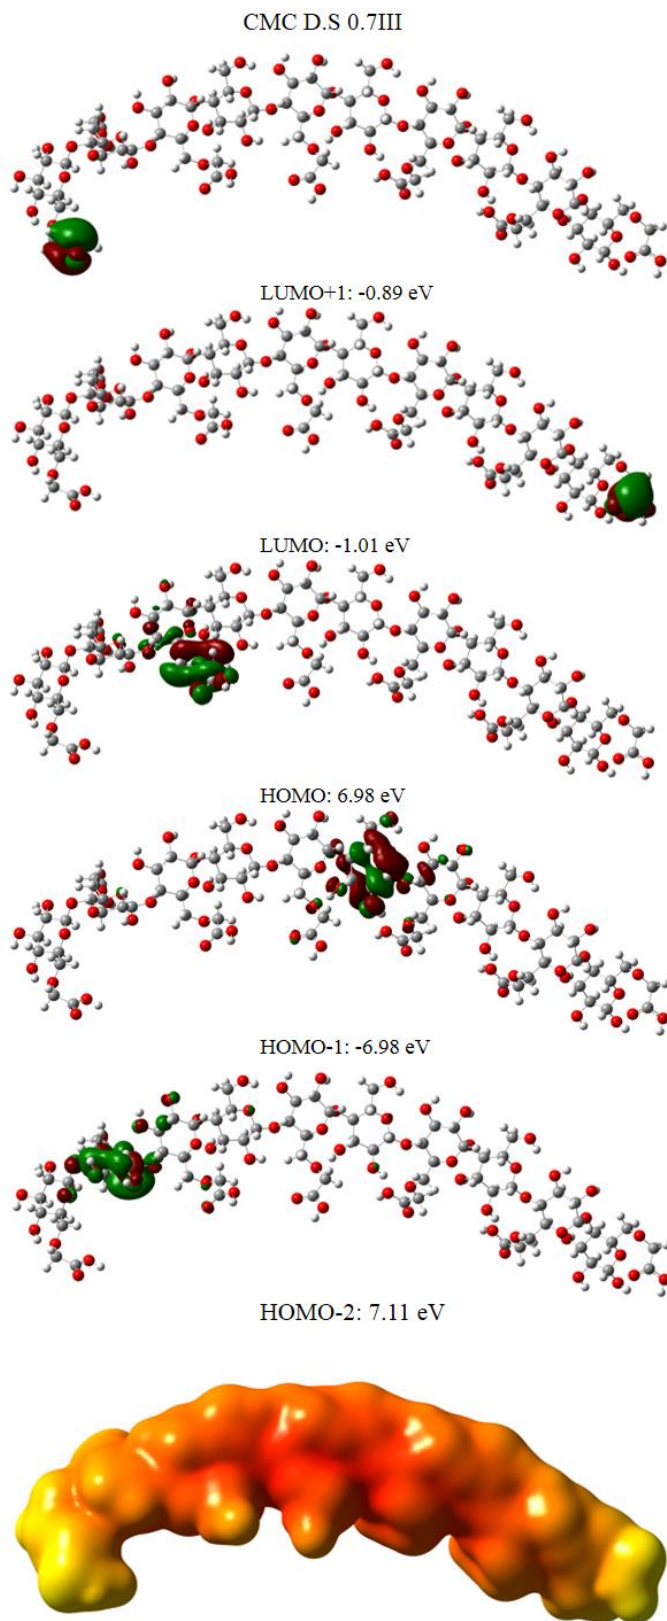 CMC D.S 0.7III
LUMO+1: -0.89 eV
LUMO: -1.01 eV
HOMO: 6.98 eV
HOMO-1: -6.98 eV
HOMO-2: 7.11 eV